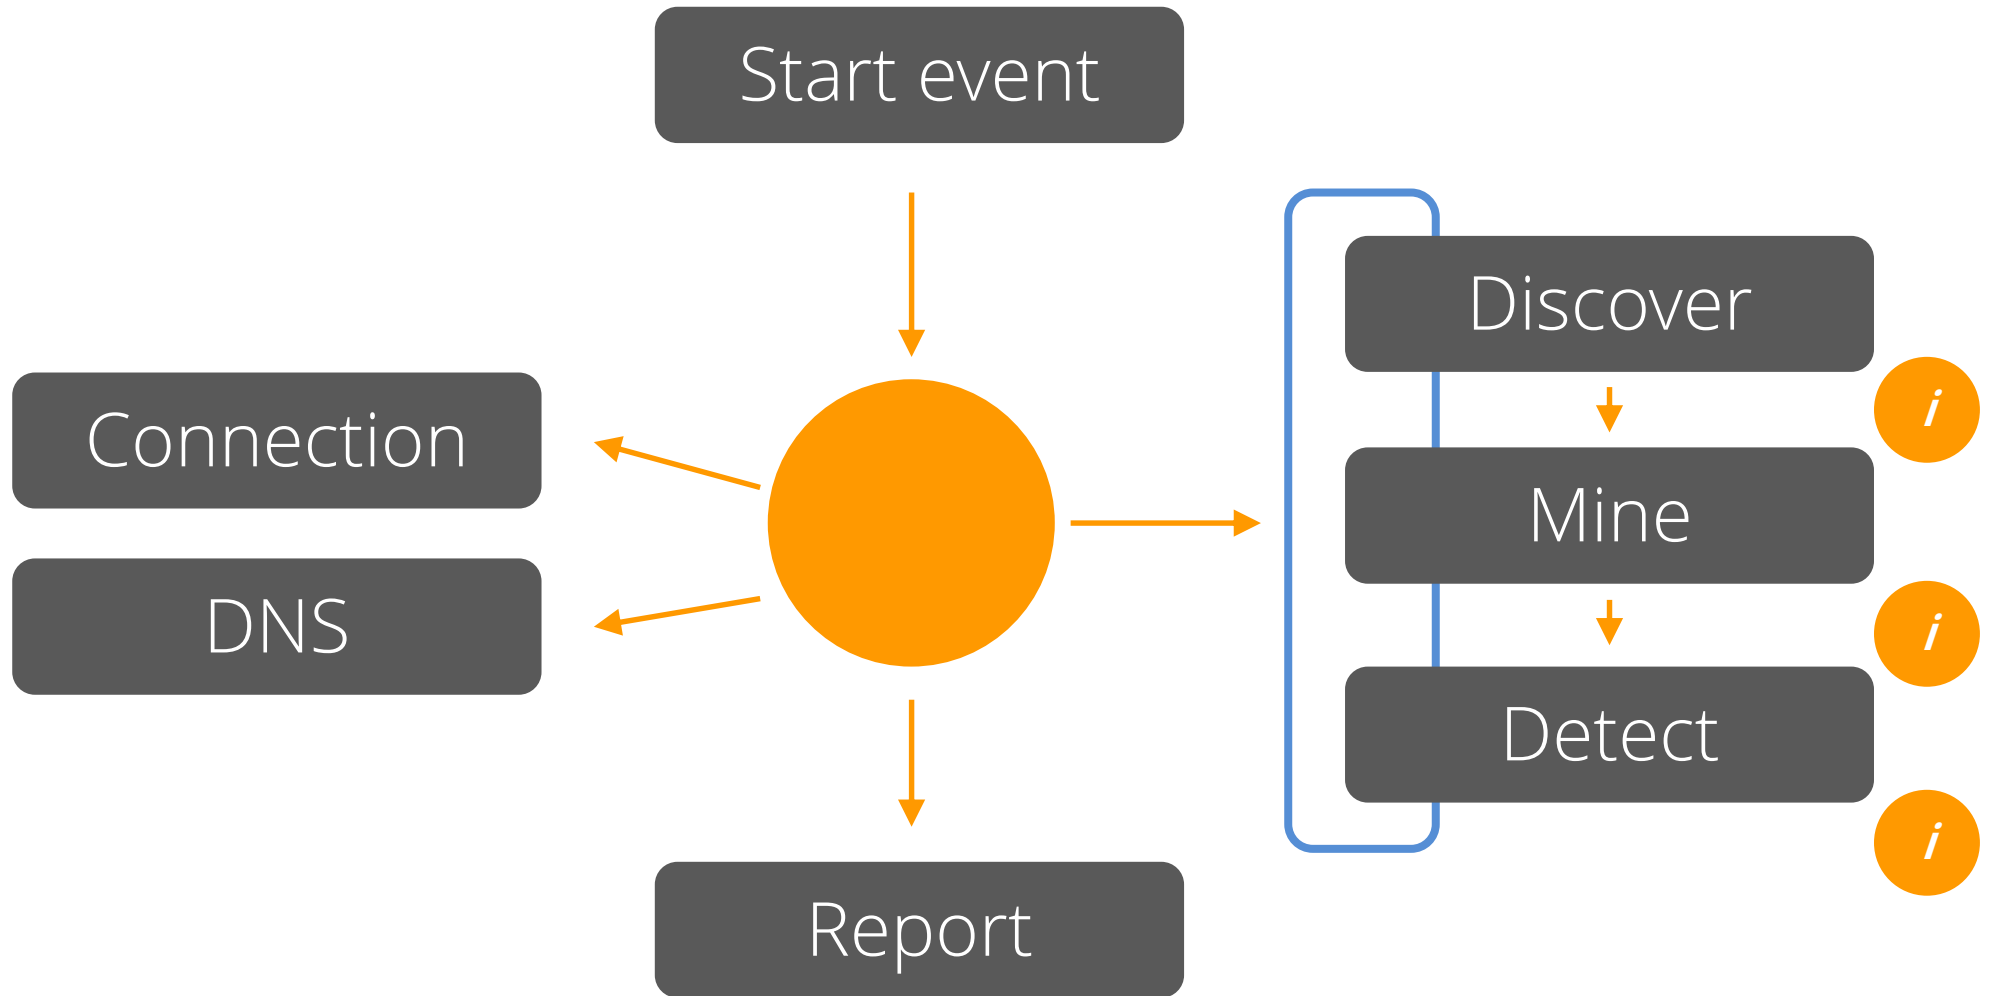 Start event
Discover
i
Connection
Mine
DNS
i
Detect
i
Report